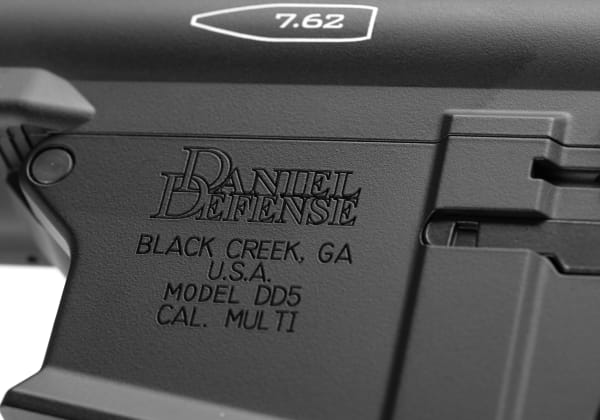 7.62
DANIEL
DEFENSE
BLACK CREEK, GA
U.S.A.
MODEL DD5
CAL. MULTI